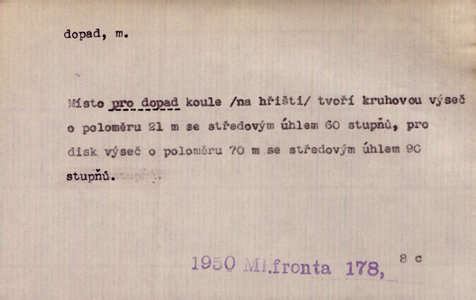 dopad, m.
Místo pro dopad koule /na hřišti/ tvoří kruhovou výseč
o poloměru 21 m se středovým úhlem 60 stupňů, pro
disk výseč o poloměru 70 m se středovým úhlem 90
stupňů.
1950 Ml.fronta 178, 8 c